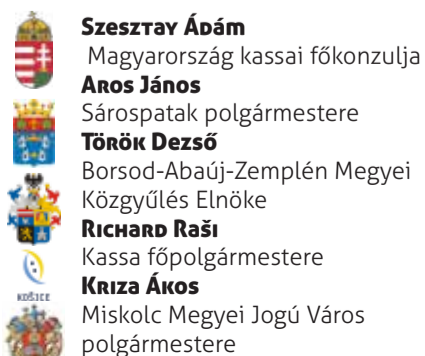 Szesztay Ádám
Magyarország kassai főkonzulja
Aros János
Sárospatak polgármestere
Török Dezső
Borsod-Abaúj-Zemplén Megyei
Közgyűlés Elnöke
Richard Raši
Kassa főpolgármestere
KOŠICE
Kriza Ákos
Miskolc Megyei Jogú Város
polgármestere